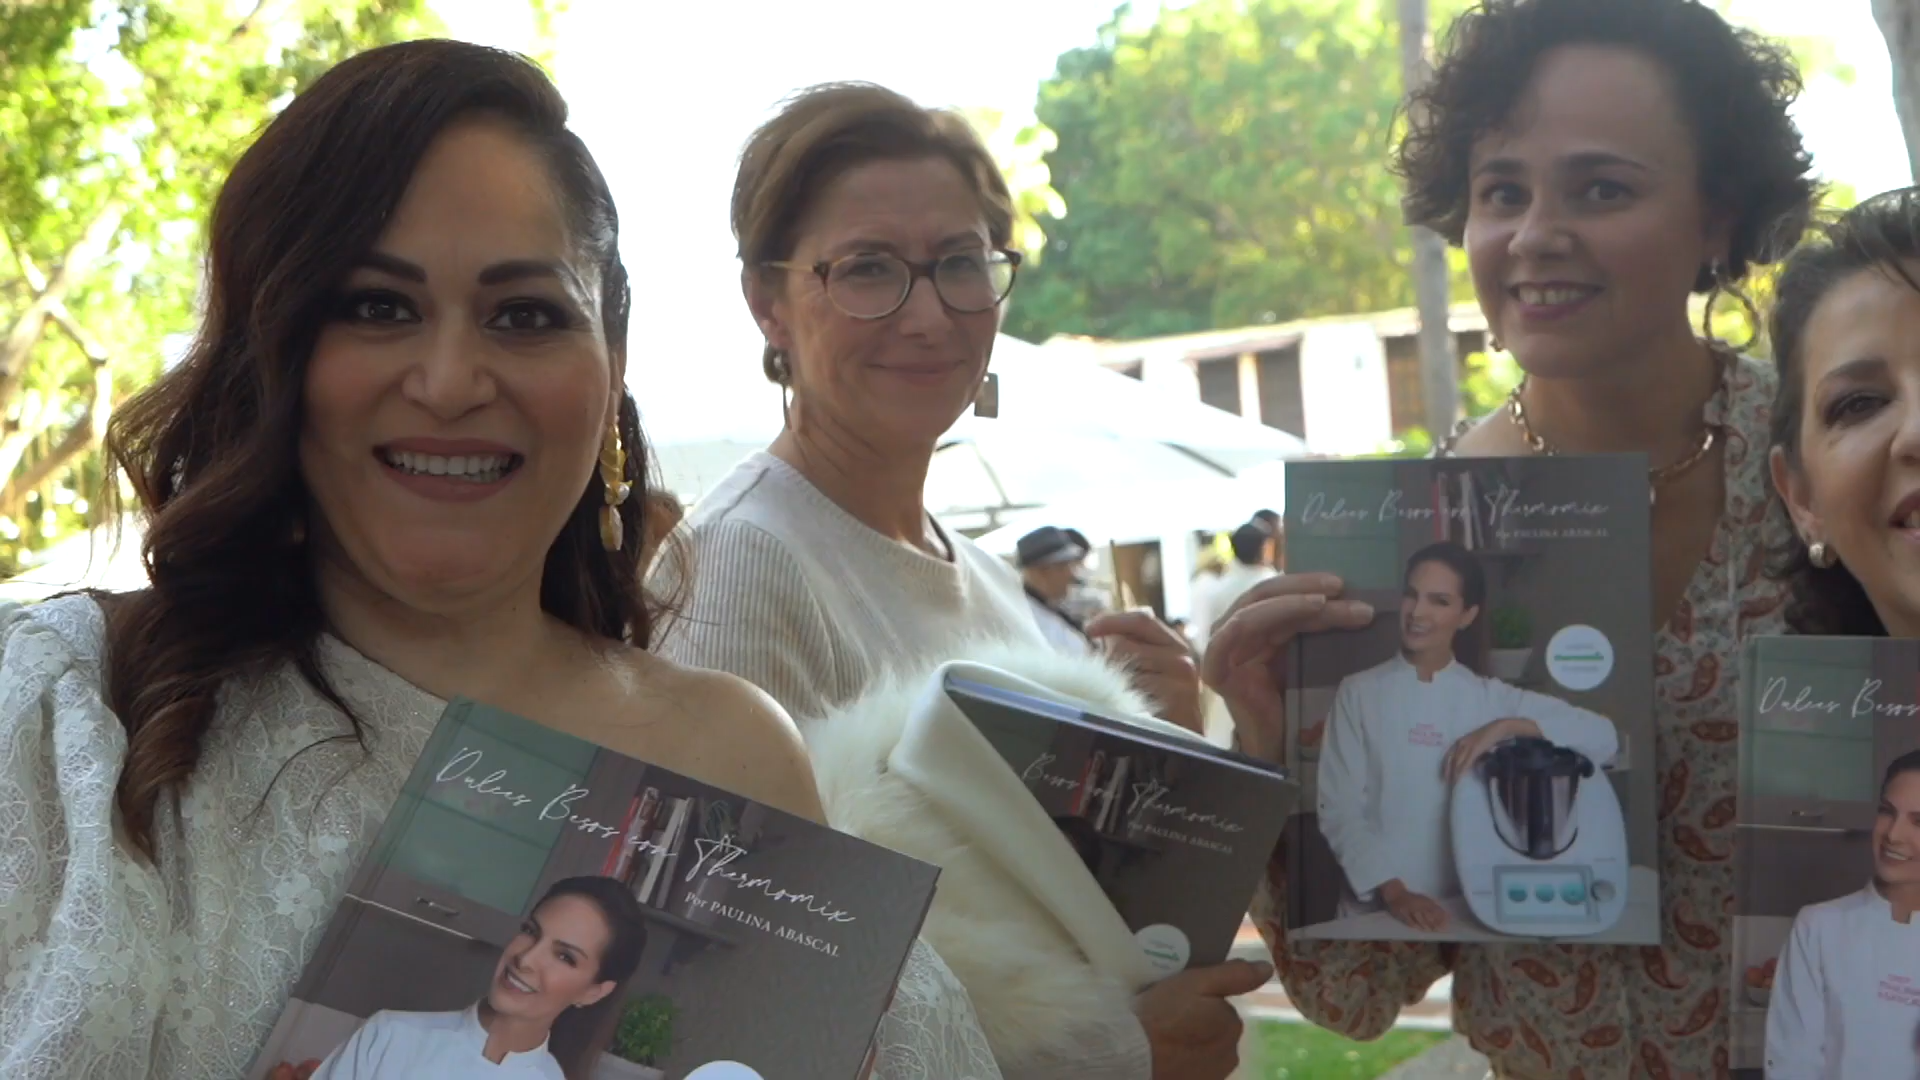 Dulces Besos con Thermomix
Por PAULINA ABASCAL
Besos con Thermomix
Por PAULINA ABASCAL
Dulces Besos con Thermomix
Por PAULINA ABASCAL
Dulces Besos